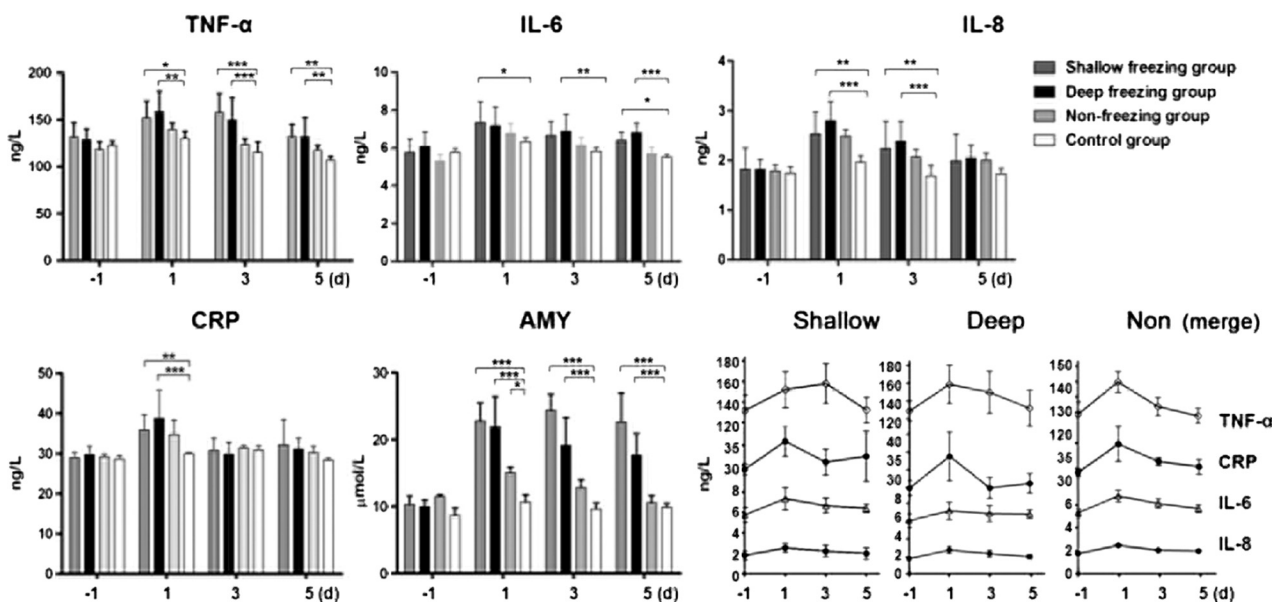 TNF-α
IL-6
IL-8
Shallow freezing group
Deep freezing group
Non-freezing group
Control group
ng/L
200
150
100
50
0
* ** *** *** ** **
-1 1 3 5 (d)
10
8
6
4
2
0
ng/L
* ** *** *
-1 1 3 5 (d)
4
3
2
1
0
ng/L
** *** ** ***
-1 1 3 5 (d)
CRP
AMY
Shallow Deep Non (merge)
50
40
30
20
10
0
ng/L
** ***
-1 1 3 5 (d)
30
20
10
0
μmol/L
*** *** * *** *** *** ***
-1 1 3 5 (d)
ng/L
180
160
140
120
35
30
8
6
4
2
0
-1 1 3 5
180
160
140
120
40
35
30
8
6
4
2
0
-1 1 3 5
150
140
130
120
35
30
6
4
2
0
-1 1 3 5 (d)
TNF-α
CRP
IL-6
IL-8